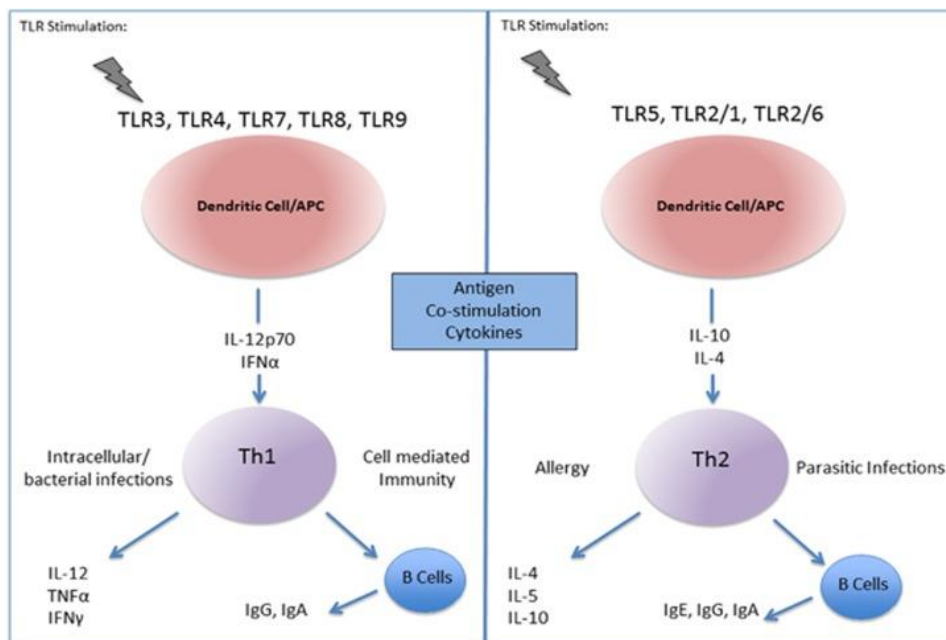 TLR Stimulation:
TLR3, TLR4, TLR7, TLR8, TLR9
Dendritic Cell/APC
IL-12p70
IFNα
Th1
Intracellular/
bacterial infections
Cell mediated
Immunity
IL-12
TNFα
IFNγ
B Cells
IgG, IgA
Antigen
Co-stimulation
Cytokines
TLR Stimulation:
TLR5, TLR2/1, TLR2/6
Dendritic Cell/APC
IL-10
IL-4
Th2
Allergy
Parasitic Infections
IL-4
IL-5
IL-10
B Cells
IgE, IgG, IgA